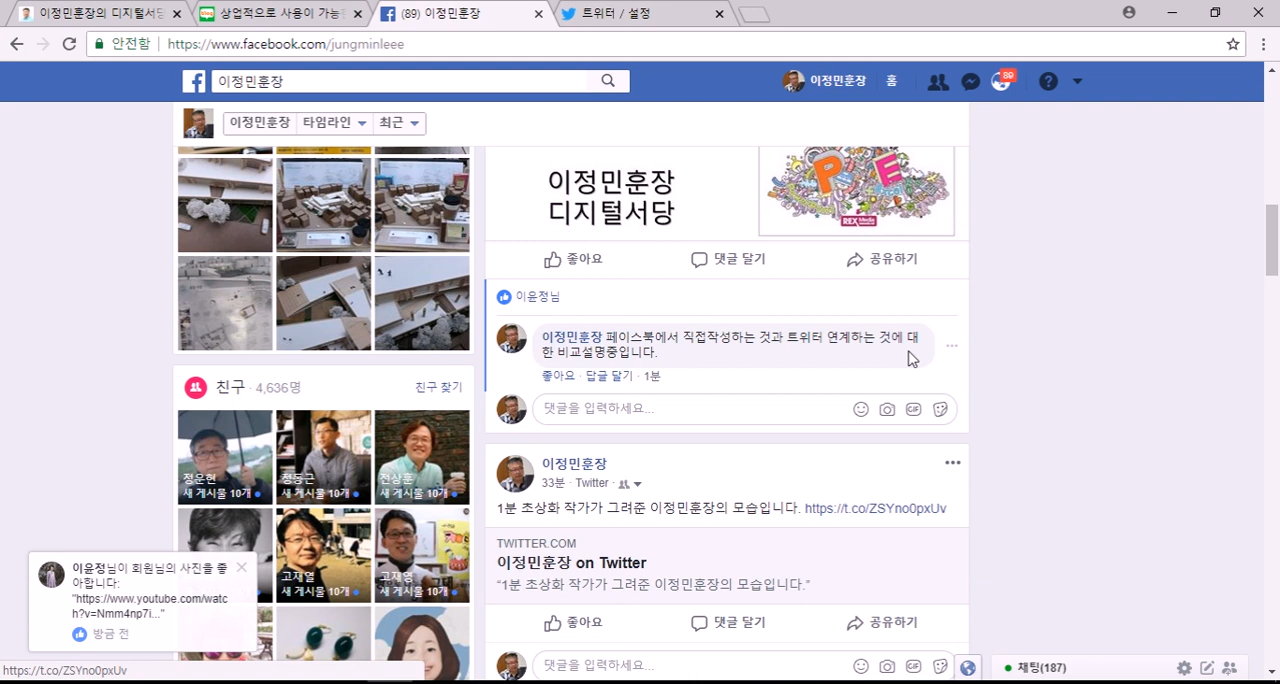 이정민훈장의 디지털서당
상업적으로 사용이 가능한
(89) 이정민훈장
트위터 / 설정
안전함
https://www.facebook.com/jungminleee
이정민훈장
이정민훈장
홈
89
이정민훈장
타임라인
최근
이정민훈장
디지털서당
P E
REX Media
좋아요
댓글 달기
공유하기
이윤정님
이정민훈장 페이스북에서 직접작성하는 것과 트위터 연계하는 것에 대
한 비교설명중입니다.
좋아요 · 답글 달기 · 1분
댓글을 입력하세요...
GIF
친구 · 4,636명
친구 찾기
정운현
새 게시물 10개
정동근
새 게시물 10개
전상훈
새 게시물 10개
고재열
새 게시물 10개
고재영
새 게시물 10개
이정민훈장
33분 · Twitter ·
1분 초상화 작가가 그려준 이정민훈장의 모습입니다. https://t.co/ZSYno0pxUv
TWITTER.COM
이정민훈장 on Twitter
“1분 초상화 작가가 그려준 이정민훈장의 모습입니다.”
좋아요
댓글 달기
공유하기
댓글을 입력하세요...
GIF
이윤정님이 회원님의 사진을 좋
아합니다:
"https://www.youtube.com/watc
h?v=Nmm4np7i..."
방금 전
https://t.co/ZSYno0pxUv
채팅(187)